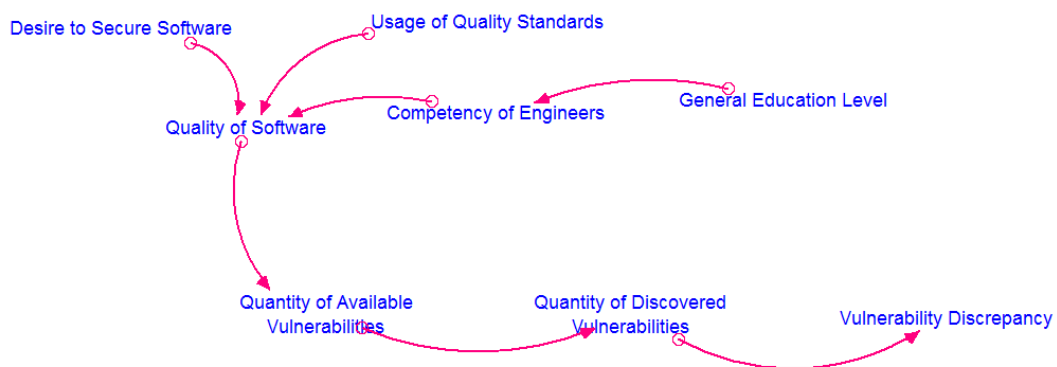 Desire to Secure Software
Usage of Quality Standards
General Education Level
Competency of Engineers
Quality of Software
Quantity of Available
Vulnerabilities
Quantity of Discovered
Vulnerabilities
Vulnerability Discrepancy